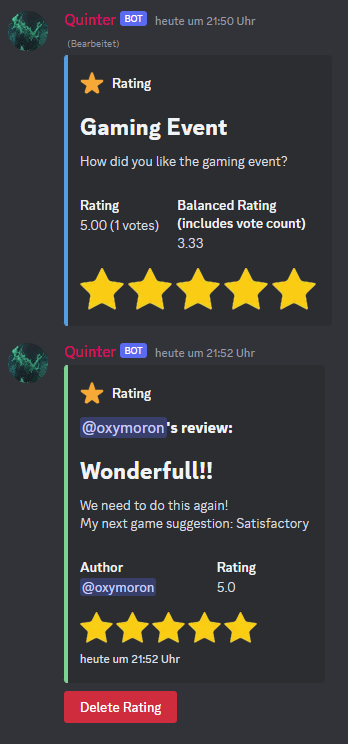 Quinter BOT heute um 21:50 Uhr
(Bearbeitet)
Rating
Gaming Event
How did you like the gaming event?
Rating Balanced Rating
(includes vote count)
5.00 (1 votes)
3.33
Quinter BOT heute um 21:52 Uhr
Rating
@oxymoron's review:
Wonderfull!!
We need to do this again!
My next game suggestion: Satisfactory
Author Rating
@oxymoron 5.0
heute um 21:52 Uhr
Delete Rating